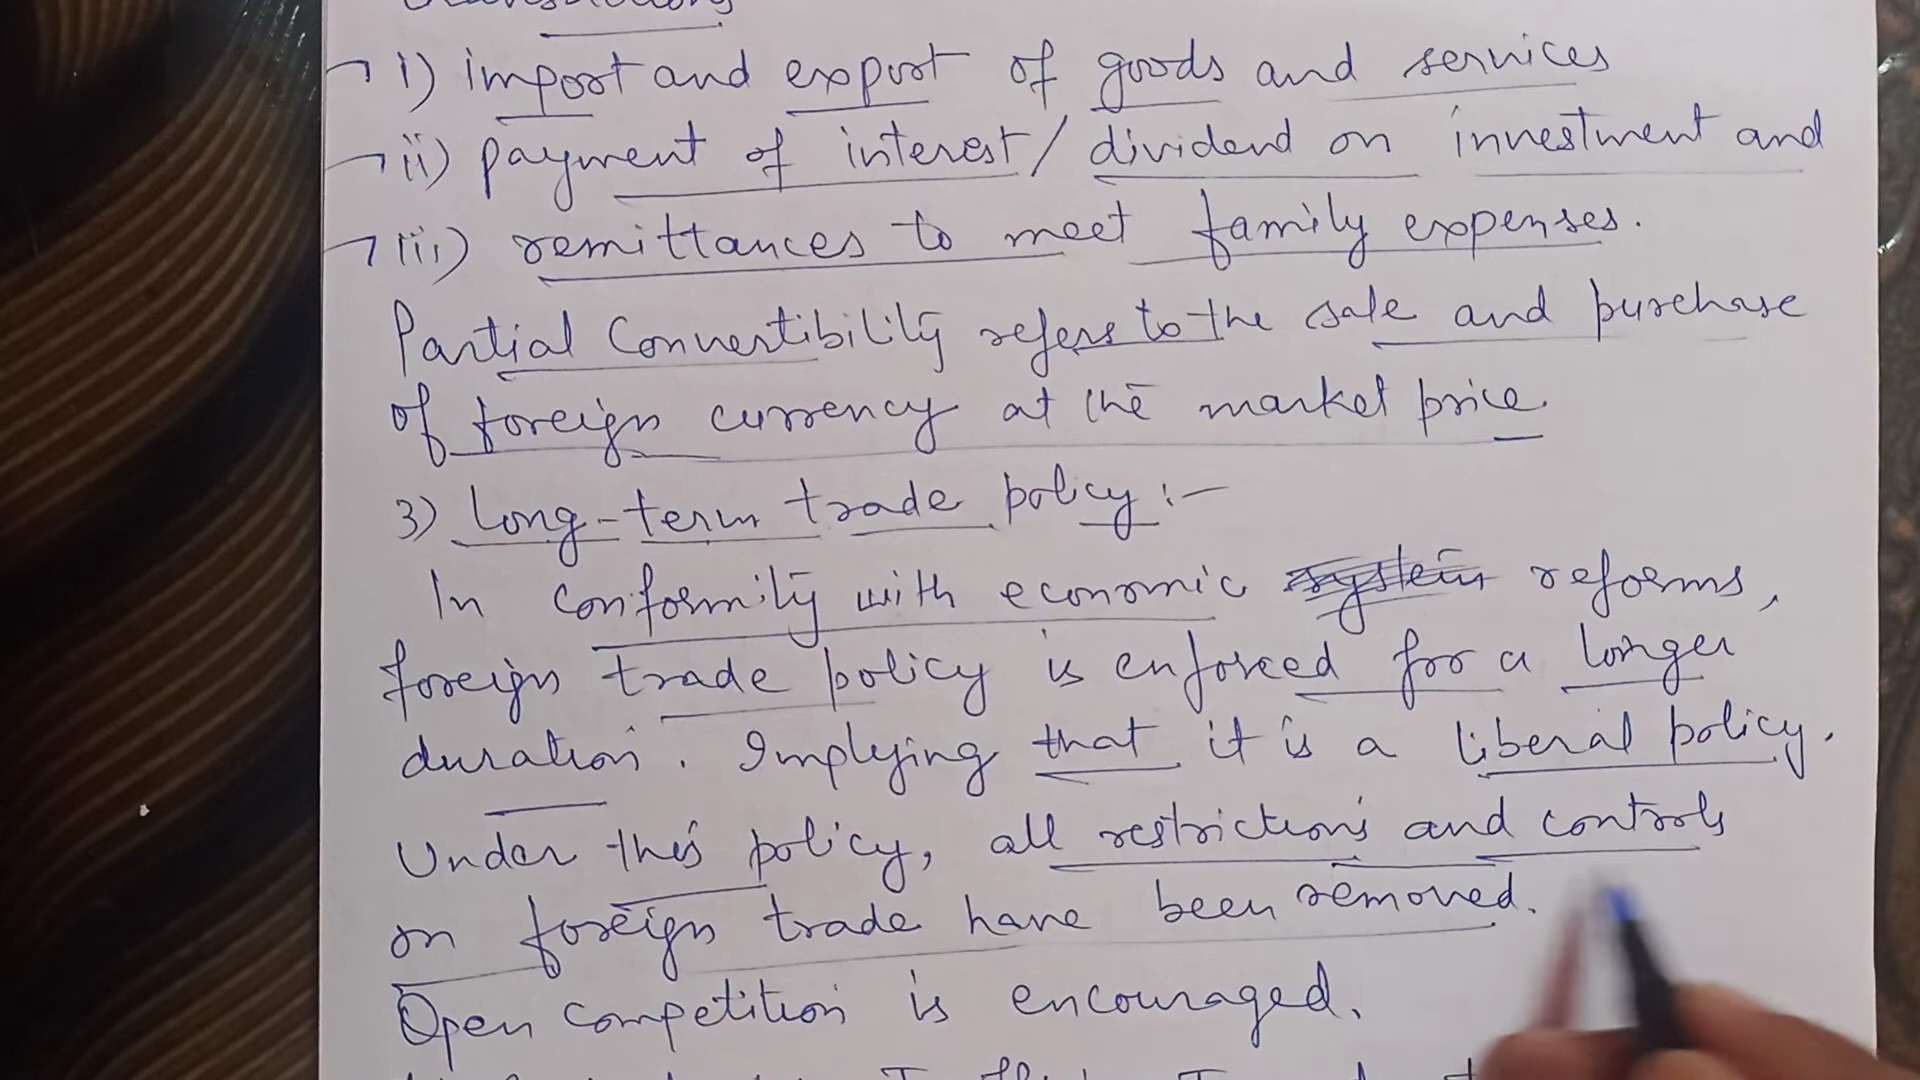 transactions
i) import and export of goods and services
ii) payment of interest/dividend on investment and
iii) remittances to meet family expenses.
Partial Convertibility refers to the sale and purchase
of foreign currency at the market price
3) Long-term trade policy :-
In conformity with economic system reforms,
foreign trade policy is enforced for a longer
duration. Implying that it is a liberal policy.
Under this policy, all restrictions and controls
on foreign trade have been removed.
Open competition is encouraged.